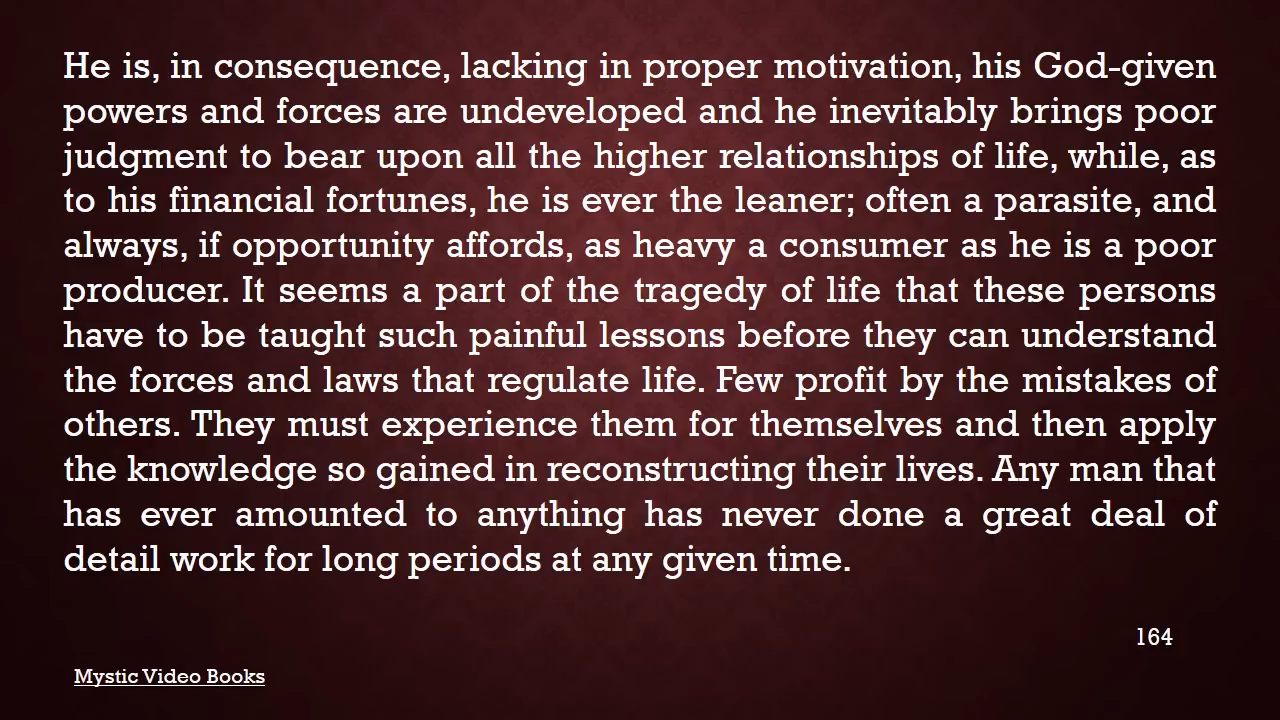 He is, in consequence, lacking in proper motivation, his God-given
powers and forces are undeveloped and he inevitably brings poor
judgment to bear upon all the higher relationships of life, while, as
to his financial fortunes, he is ever the leaner; often a parasite, and
always, if opportunity affords, as heavy a consumer as he is a poor
producer. It seems a part of the tragedy of life that these persons
have to be taught such painful lessons before they can understand
the forces and laws that regulate life. Few profit by the mistakes of
others. They must experience them for themselves and then apply
the knowledge so gained in reconstructing their lives. Any man that
has ever amounted to anything has never done a great deal of
detail work for long periods at any given time.
164
Mystic Video Books